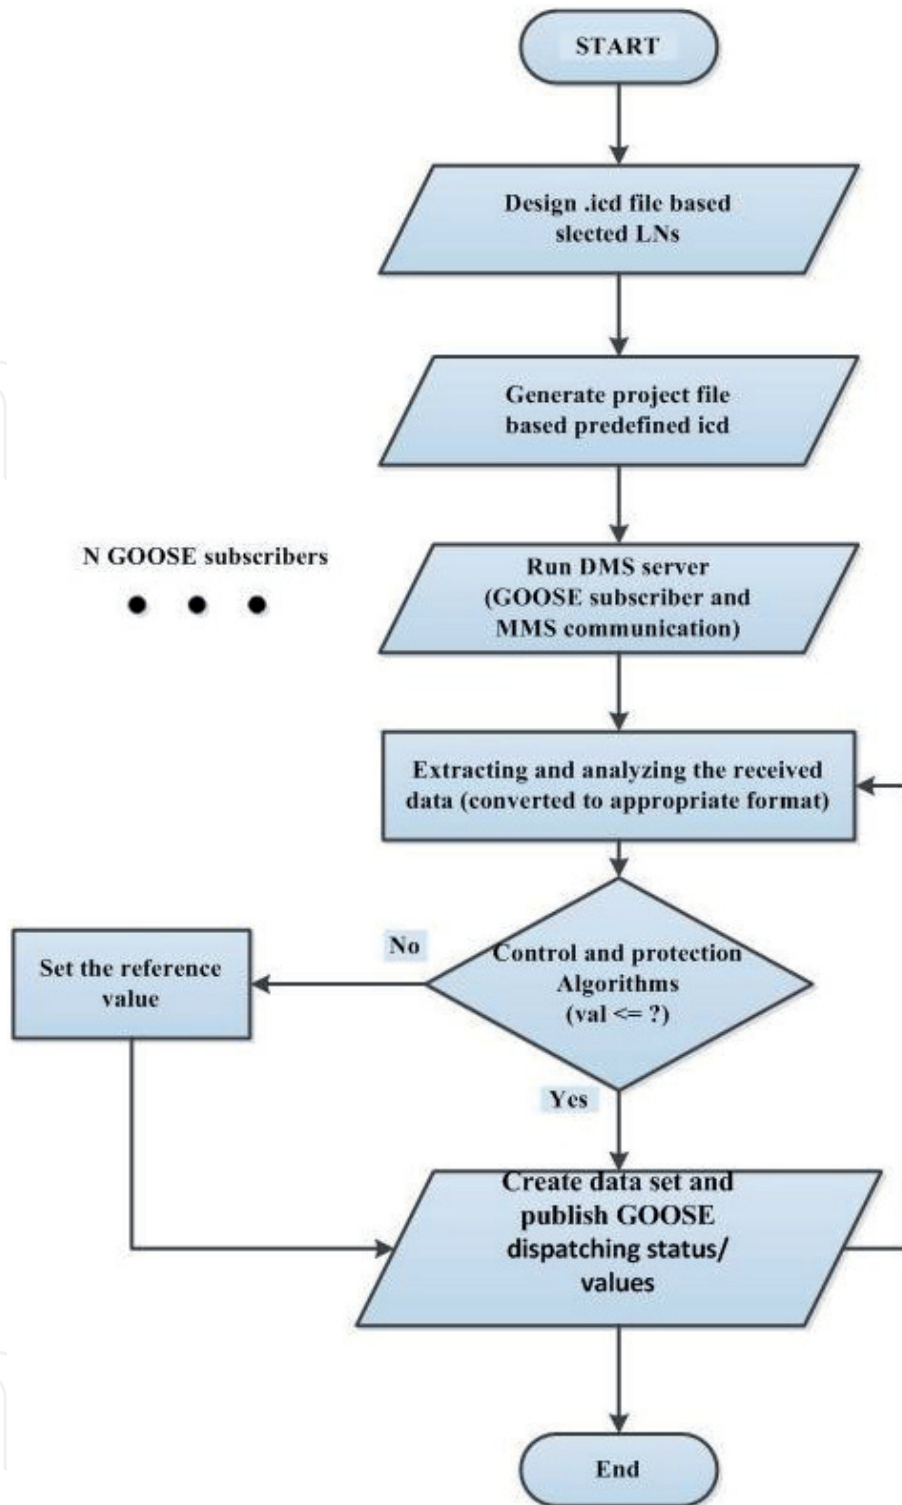 START
Design .icd file based
slected LNs
Generate project file
based predefined icd
N GOOSE subscribers
Run DMS server
(GOOSE subscriber and
MMS communication)
Extracting and analyzing the received
data (converted to appropriate format)
No
Control and protection
Algorithms
(val <= ?)
Set the reference
value
Yes
Create data set and
publish GOOSE
dispatching status/
values
End